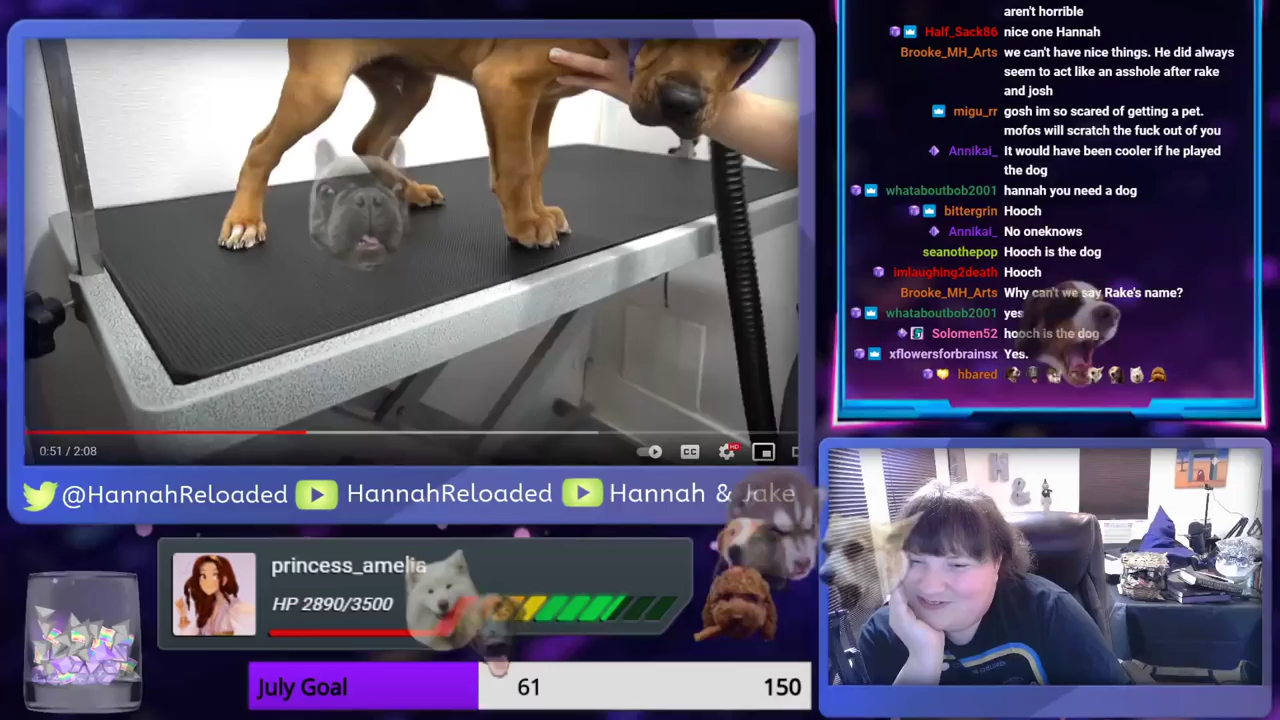 0:51 / 2:08
CC
HD
@HannahReloaded HannahReloaded Hannah & Jake
princess_amelia
HP 2890/3500
July Goal 61 150
aren't horrible
Half_Sack86 nice one Hannah
Brooke_MH_Arts we can't have nice things. He did always
seem to act like an asshole after rake
and josh
migu_rr gosh im so scared of getting a pet.
mofos will scratch the fuck out of you
Annikai_ It would have been cooler if he played
the dog
whataboutbob2001 hannah you need a dog
bittergrin Hooch
Annikai_ No oneknows
seanothepop Hooch is the dog
imlaughing2death Hooch
Brooke_MH_Arts Why can't we say Rake's name?
whataboutbob2001 yes
Solomen52 hooch is the dog
xflowersforbrainsx Yes.
hbared
H
&